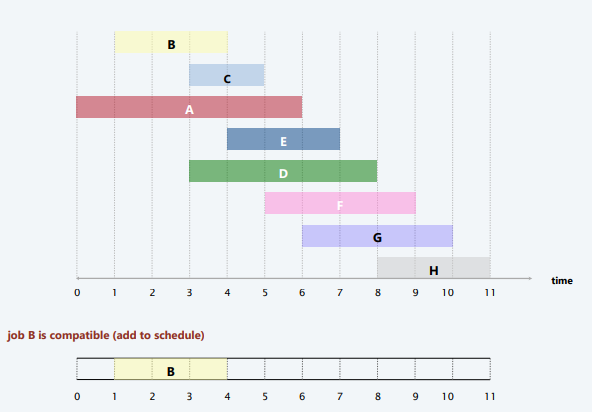 B
C
A
E
D
F
G
H
time
0 1 2 3 4 5 6 7 8 9 10 11
job B is compatible (add to schedule)
B
0 1 2 3 4 5 6 7 8 9 10 11